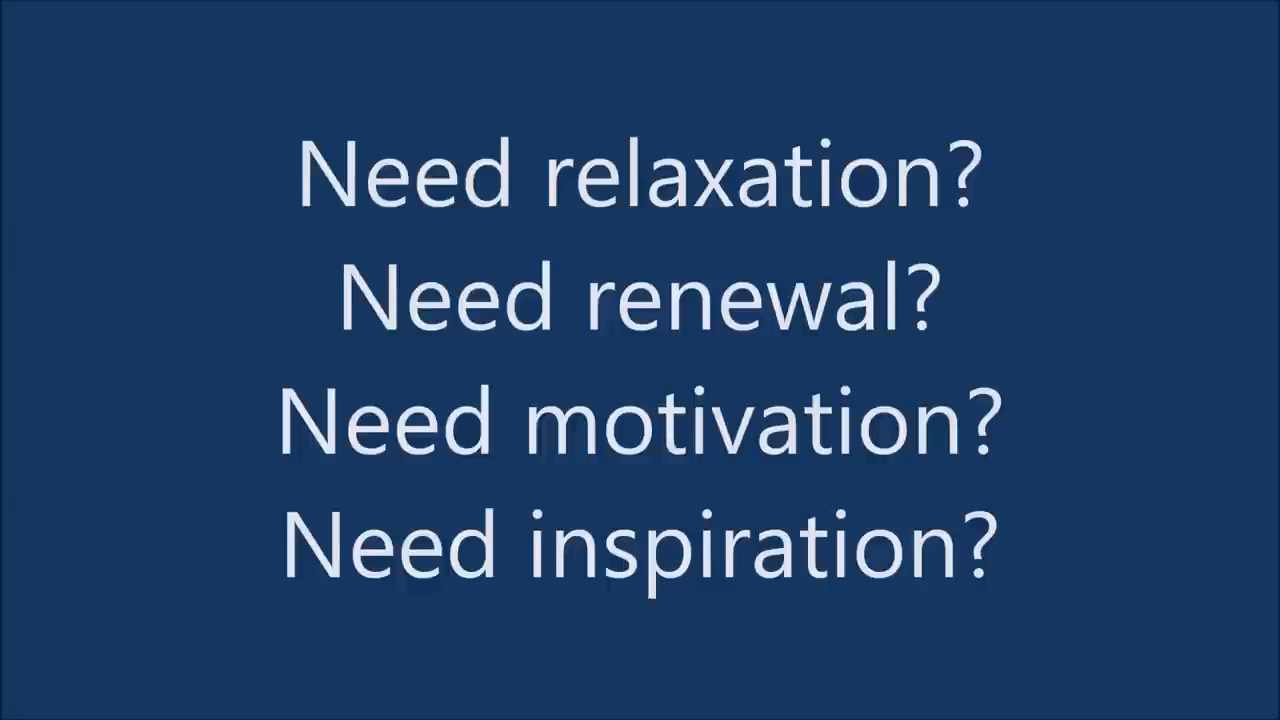 Need relaxation?
Need renewal?
Need motivation?
Need inspiration?